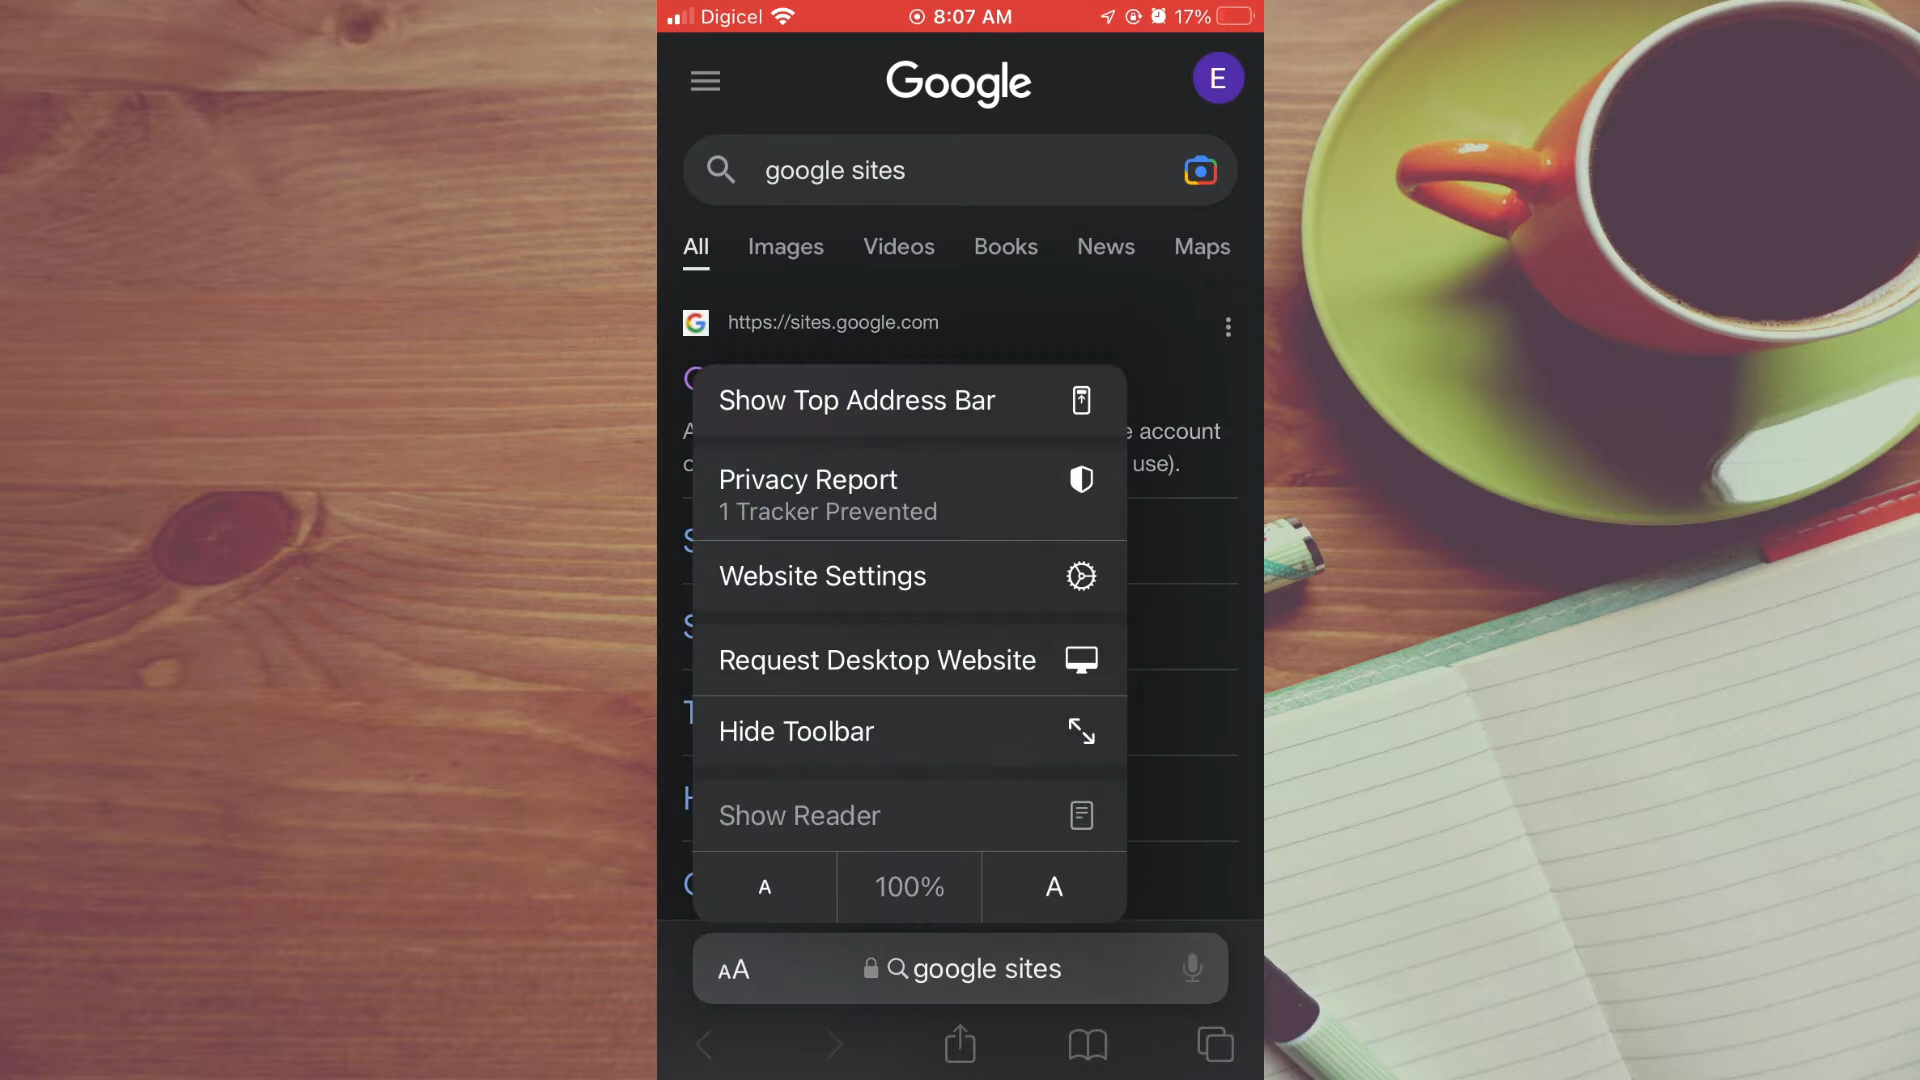 Digicel 8:07 AM 17%
Google E
google sites
All Images Videos Books News Maps
https://sites.google.com
Show Top Address Bar
account
use).
Privacy Report
1 Tracker Prevented
Website Settings
Request Desktop Website
Hide Toolbar
Show Reader
A 100% A
AA google sites